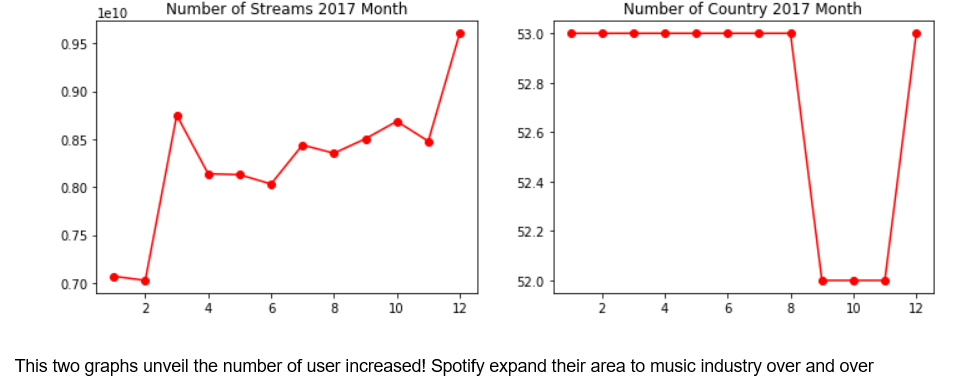 Number of Streams 2017 Month
1e10
0.95
0.90
0.85
0.80
0.75
0.70
2 4 6 8 10 12
Number of Country 2017 Month
53.0
52.8
52.6
52.4
52.2
52.0
2 4 6 8 10 12
This two graphs unveil the number of user increased! Spotify expand their area to music industry over and over